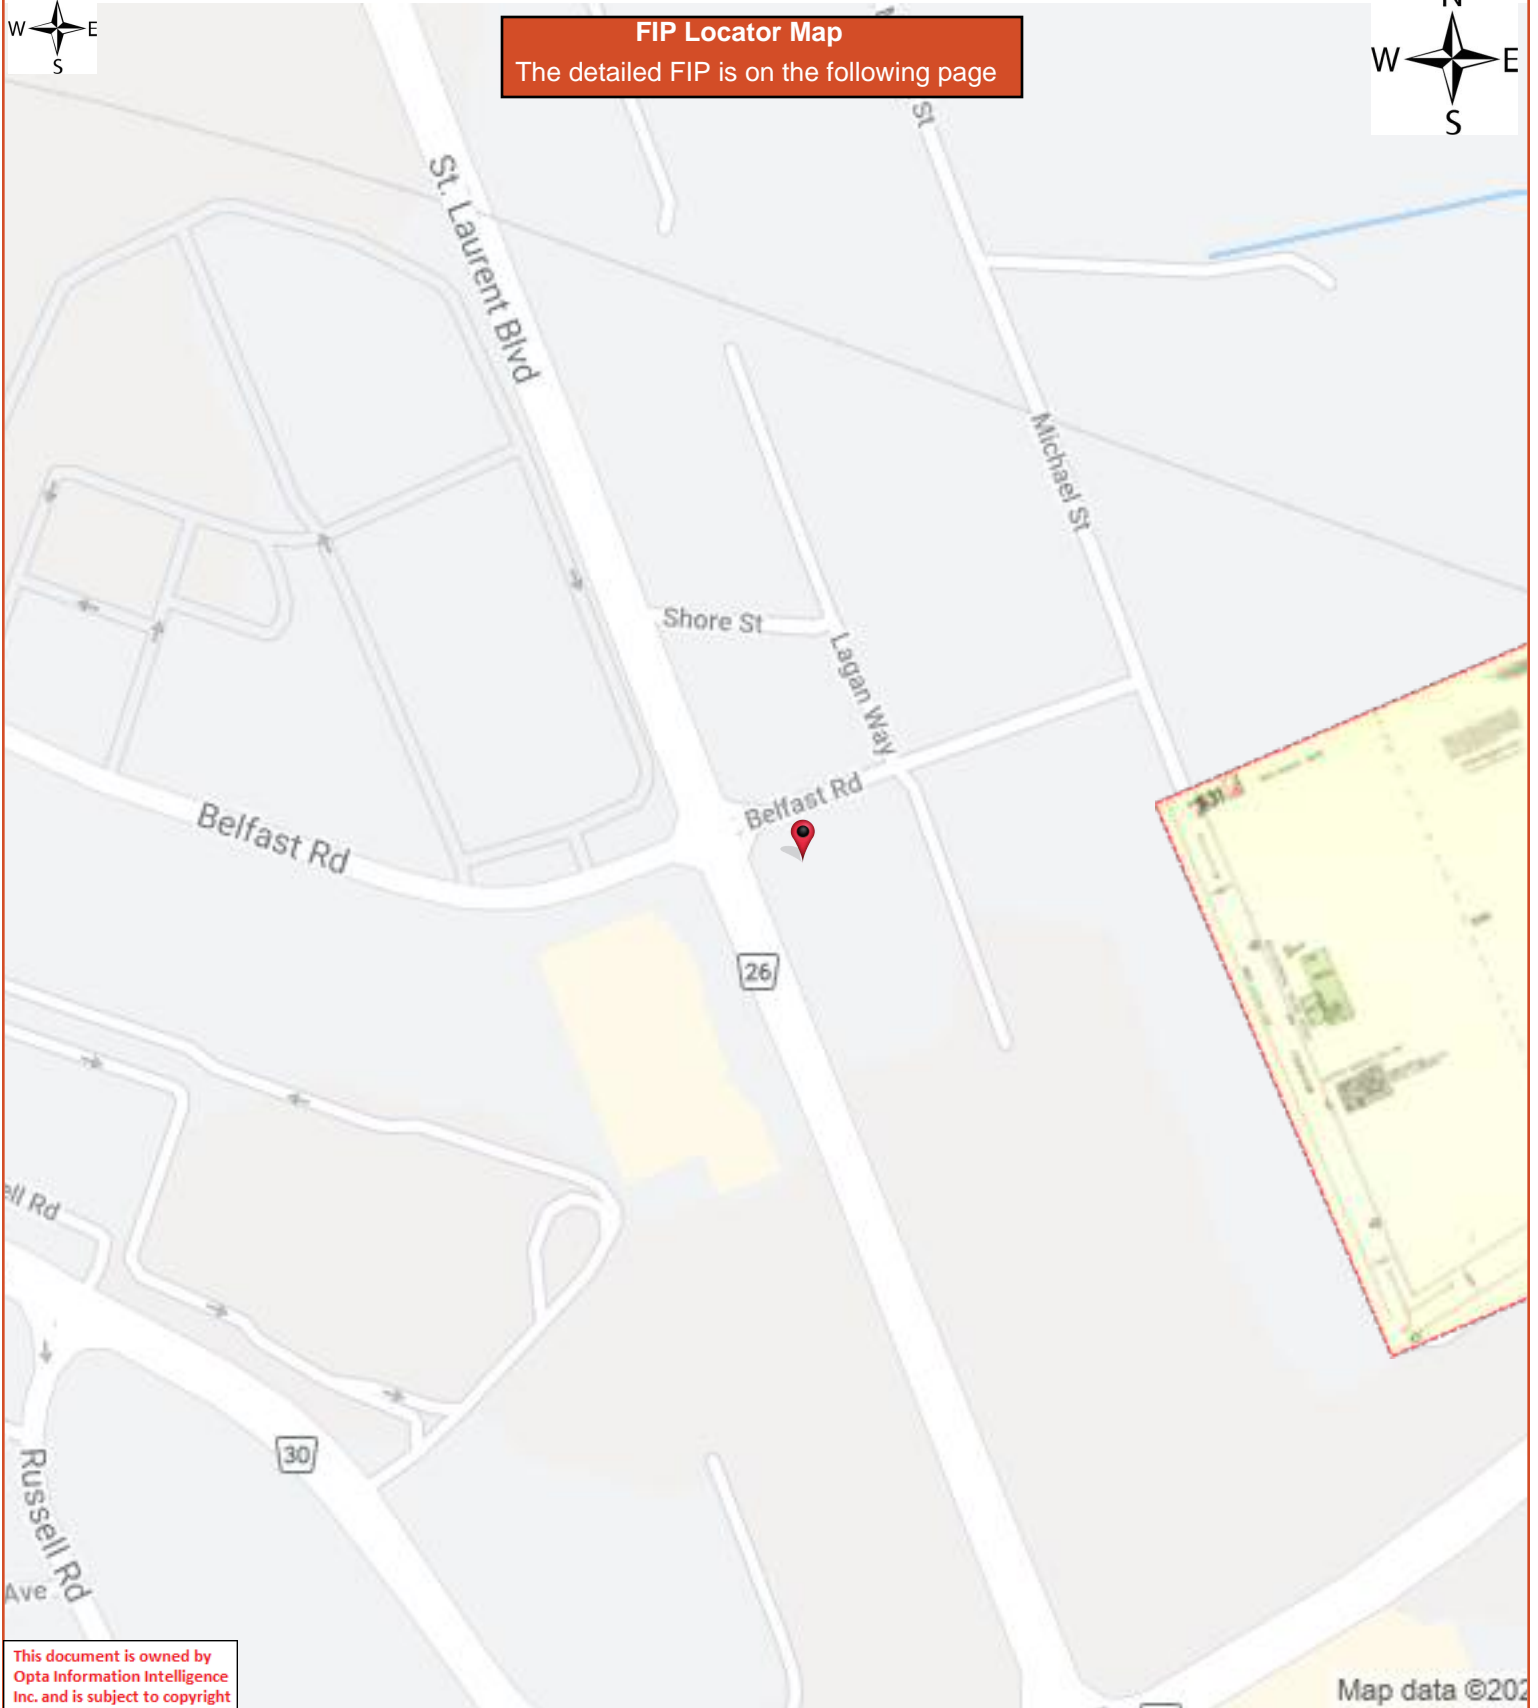 W E
S
FIP Locator Map
The detailed FIP is on the following page
N
W E
S
St
St. Laurent Blvd
Michael St
Shore St
Lagan Way
Belfast Rd
Belfast Rd
26
ell Rd
30
Russell Rd
Ave
This document is owned by
Opta Information Intelligence
Inc. and is subject to copyright
Map data ©202